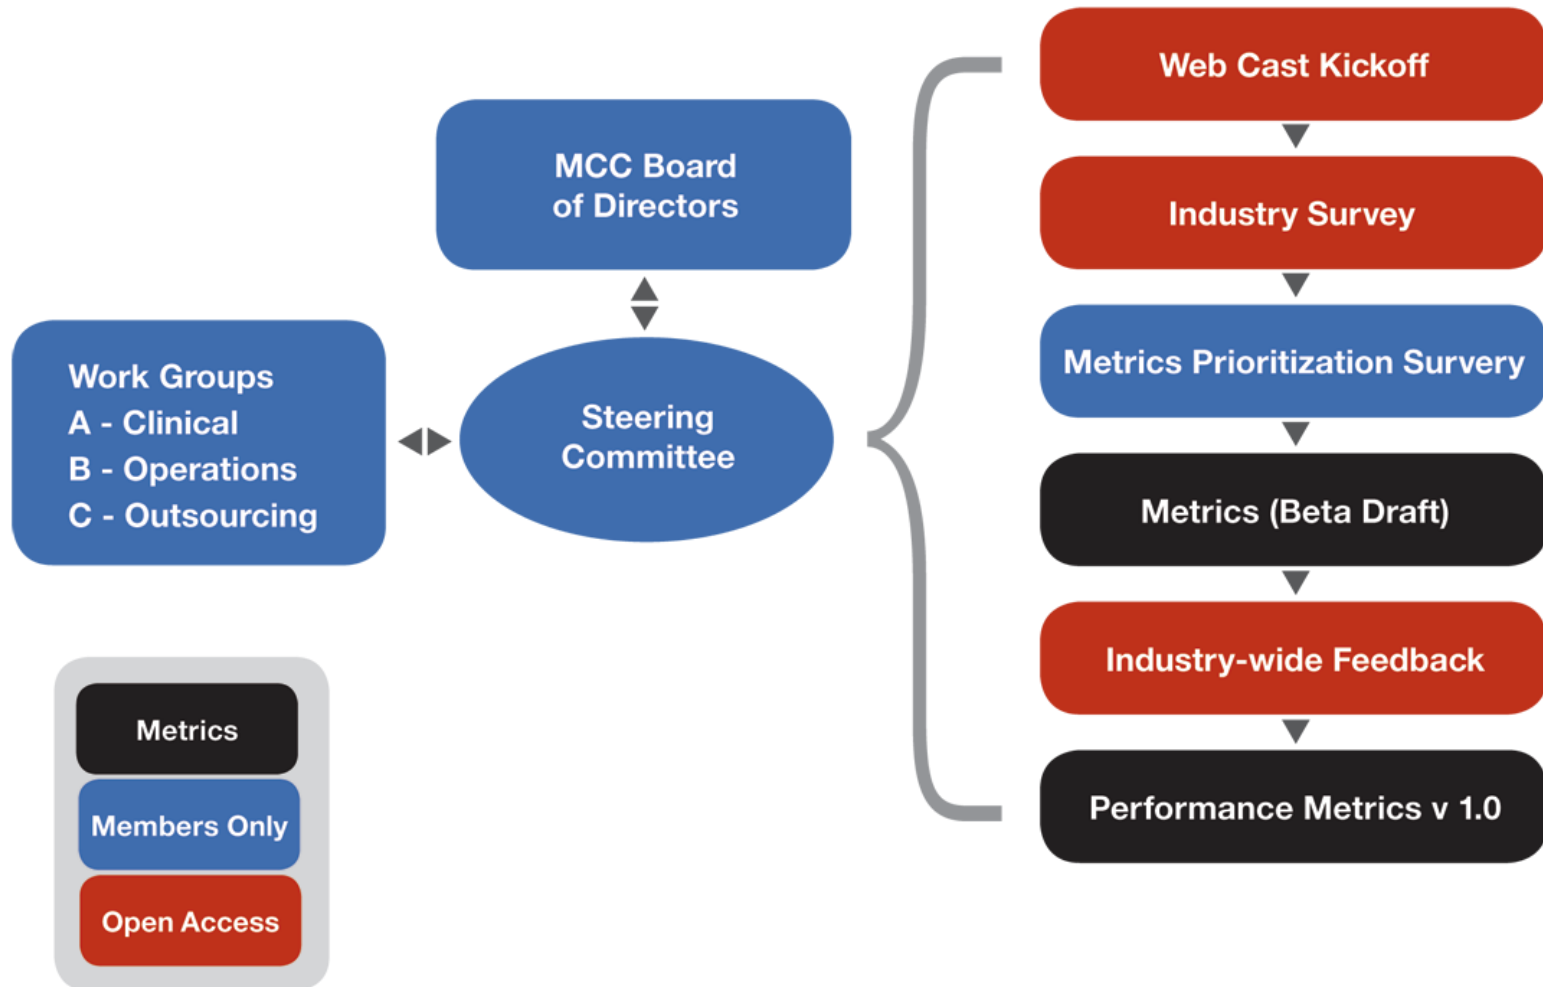 MCC Board
of Directors
Work Groups
A - Clinical
B - Operations
C - Outsourcing
Steering
Committee
Web Cast Kickoff
Industry Survey
Metrics Prioritization Survery
Metrics (Beta Draft)
Industry-wide Feedback
Performance Metrics v 1.0
Metrics
Members Only
Open Access